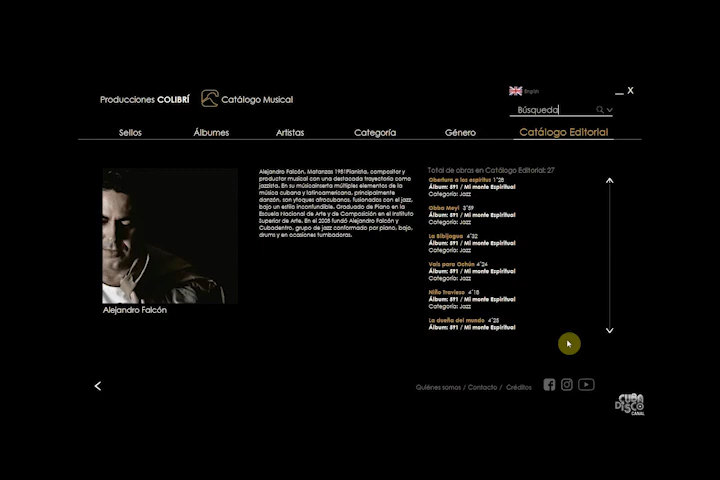 English
_ X
Producciones COLIBRÍ Catálogo Musical
Búsqueda
Sellos Álbumes Artistas Categoría Género Catálogo Editorial
Alejandro Falcón. Matanzas 1981Pianista, compositor y
productor musical con una destacada trayectoria como
jazzista. En su músicainserta múltiples elementos de la
música cubana y latinoamericana, principalmente
danzón, son ytoques afrocubanos, fusionados con el jazz,
bajo un estilo inconfundible. Graduado de Piano en la
Escuela Nacional de Arte y de Composición en el Instituto
Superior de Arte. En el 2008 fundó Alejandro Falcón y
Cubadentro, grupo de jazz conformado por piano, bajo,
drums y en ocasiones tumbadoras.
Alejandro Falcón
Total de obras en Catálogo Editorial: 27
Obertura a los espíritus 1"28
Álbum: 591 / Mi monte Espiritual
Categoría: Jazz
Obba Meyi 3"59
Álbum: 591 / Mi monte Espiritual
Categoría: Jazz
La Bibijagua 4"32
Álbum: 591 / Mi monte Espiritual
Categoría: Jazz
Vals para Ochún 4"24
Álbum: 591 / Mi monte Espiritual
Categoría: Jazz
Niño Travieso 4"18
Álbum: 591 / Mi monte Espiritual
Categoría: Jazz
La dueña del mundo 4"25
Álbum: 591 / Mi monte Espiritual
Quiénes somos / Contacto / Créditos
CUBA
DISCO
CANAL